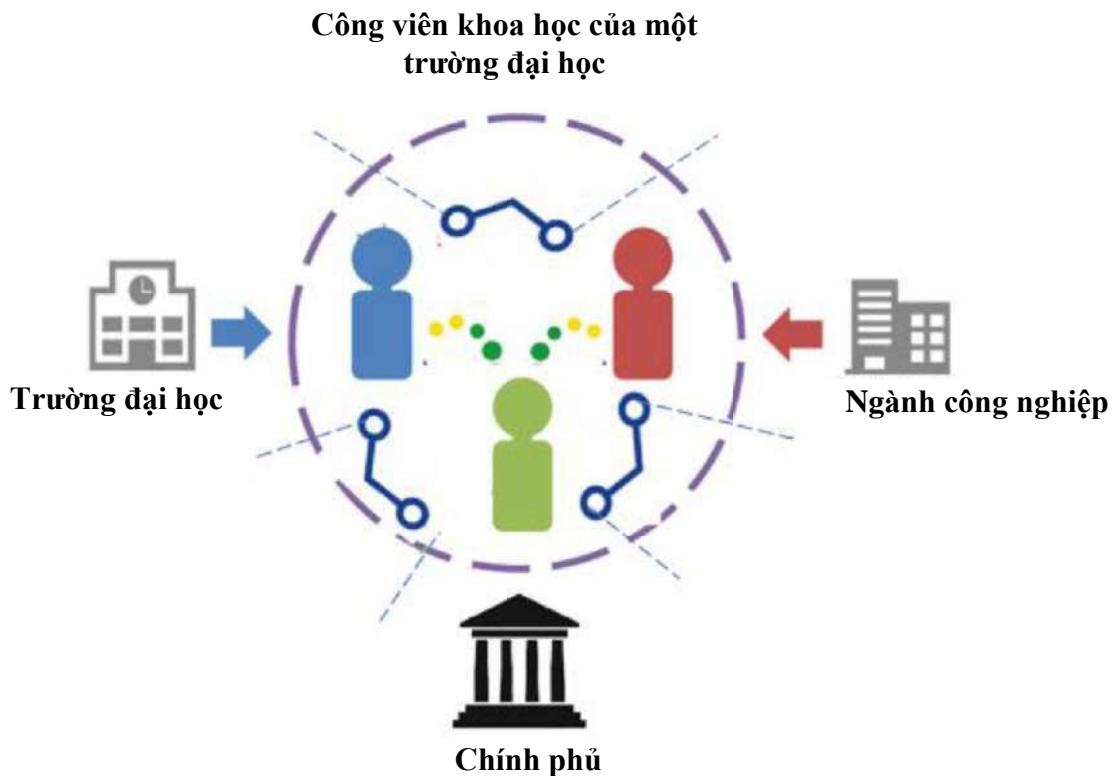 Công viên khoa học của một
trường đại học
Trường đại học
Ngành công nghiệp
Chính phủ